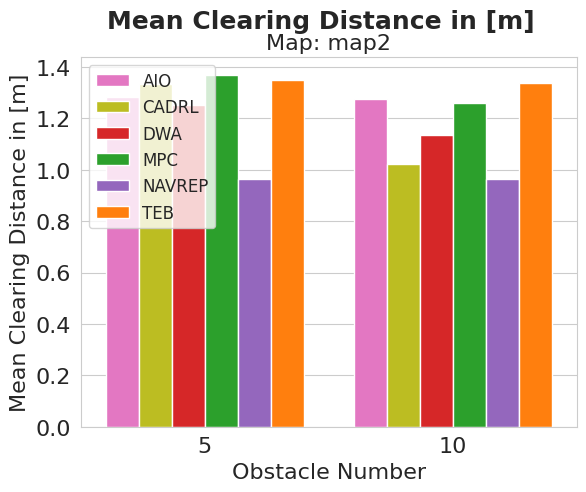 Mean Clearing Distance in [m]
Map: map2
Mean Clearing Distance in [m]
1.4
1.2
1.0
0.8
0.6
0.4
0.2
0.0
AIO
CADRL
DWA
MPC
NAVREP
TEB
5
10
Obstacle Number